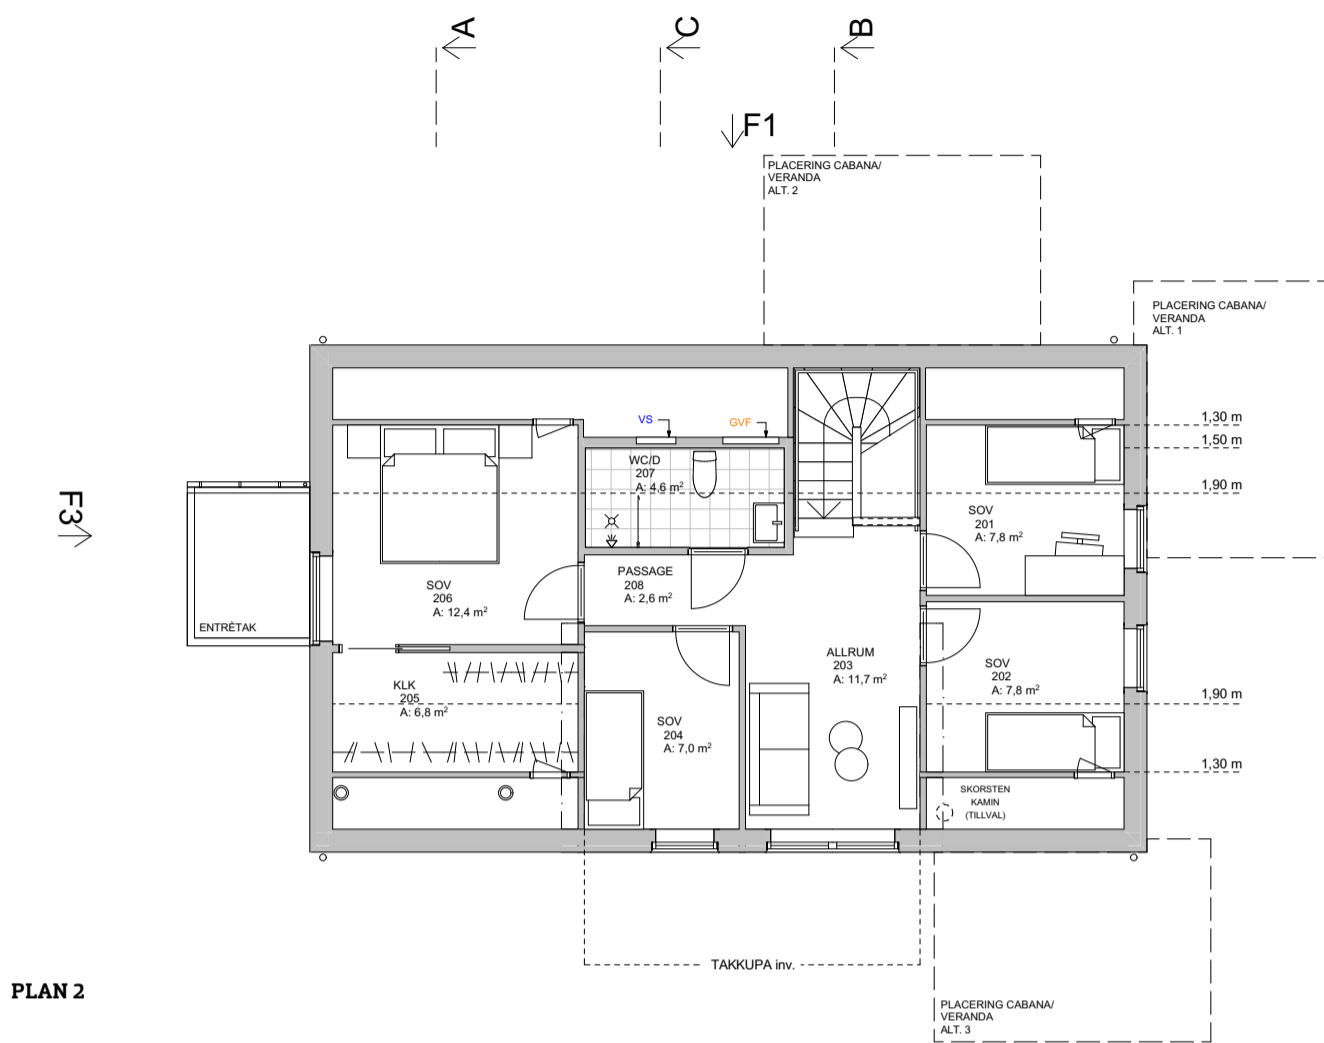 A
C
B
F1
PLACERING CABANA/
VERANDA
ALT. 2
PLACERING CABANA/
VERANDA
ALT. 1
1,30 m
1,50 m
1,90 m
VS
GVF
WC/D
207
A: 4,6 m²
F3
SOV
201
A: 7,8 m²
SOV
206
A: 12,4 m²
PASSAGE
208
A: 2,6 m²
ENTRÈTAK
ALLRUM
203
A: 11,7 m²
SOV
202
A: 7,8 m²
KLK
205
A: 6,8 m²
1,90 m
SOV
204
A: 7,0 m²
1,30 m
SKORSTEN
KAMIN
(TILLVAL)
TAKKUPA inv.
PLAN 2
PLACERING CABANA/
VERANDA
ALT. 3